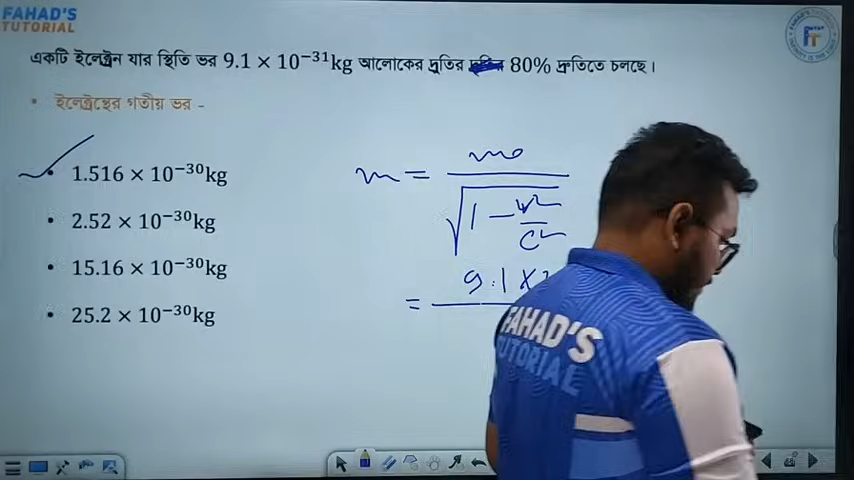 FAHAD'S
TUTORIAL
একটি ইলেক্ট্রন যার স্থিতি ভর 9.1 × 10⁻³¹kg আলোকের দ্রুতির 80% দ্রুতিতে চলছে।
• ইলেক্ট্রনের গতীয় ভর -
• 1.516 × 10⁻³⁰kg
• 2.52 × 10⁻³⁰kg
• 15.16 × 10⁻³⁰kg
• 25.2 × 10⁻³⁰kg
m = m₀ / √(1 - v²/c²)
= 9.1 ×
FAHAD'S
TUTORIAL